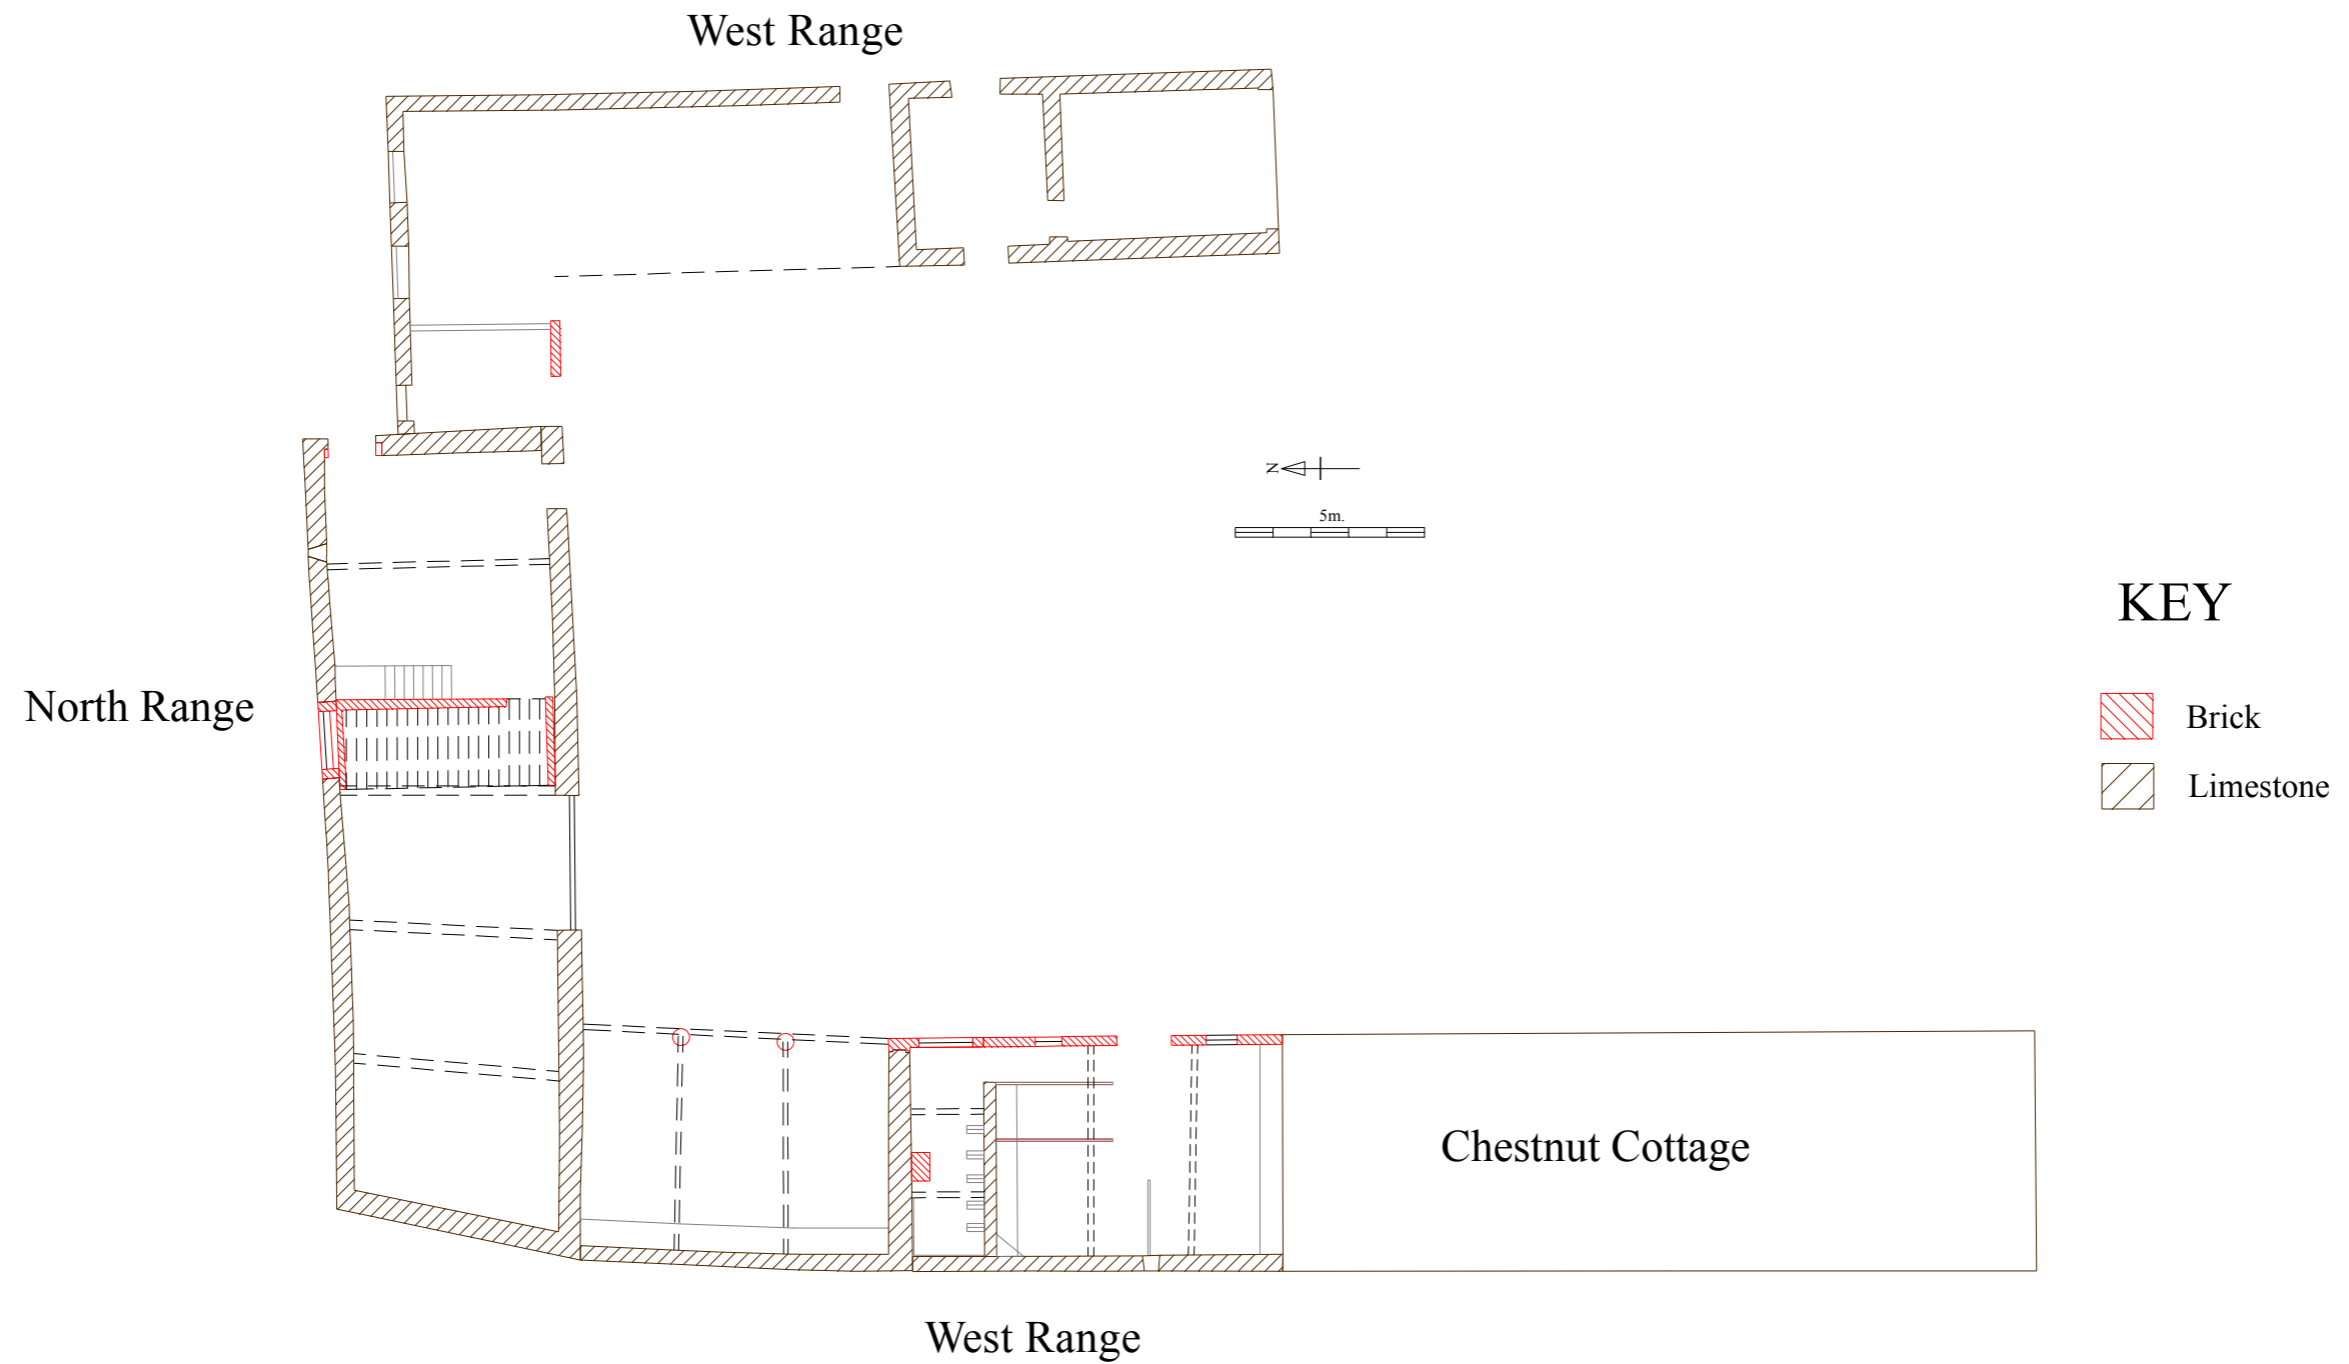 West Range
N
5m.
KEY
North Range
Brick
Limestone
Chestnut Cottage
West Range